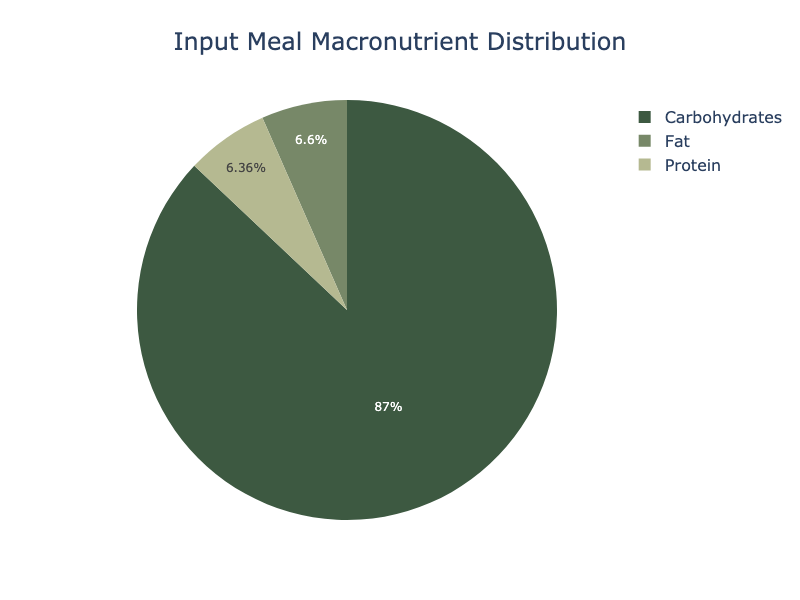 Input Meal Macronutrient Distribution
Carbohydrates
Fat
Protein
6.6%
6.36%
87%